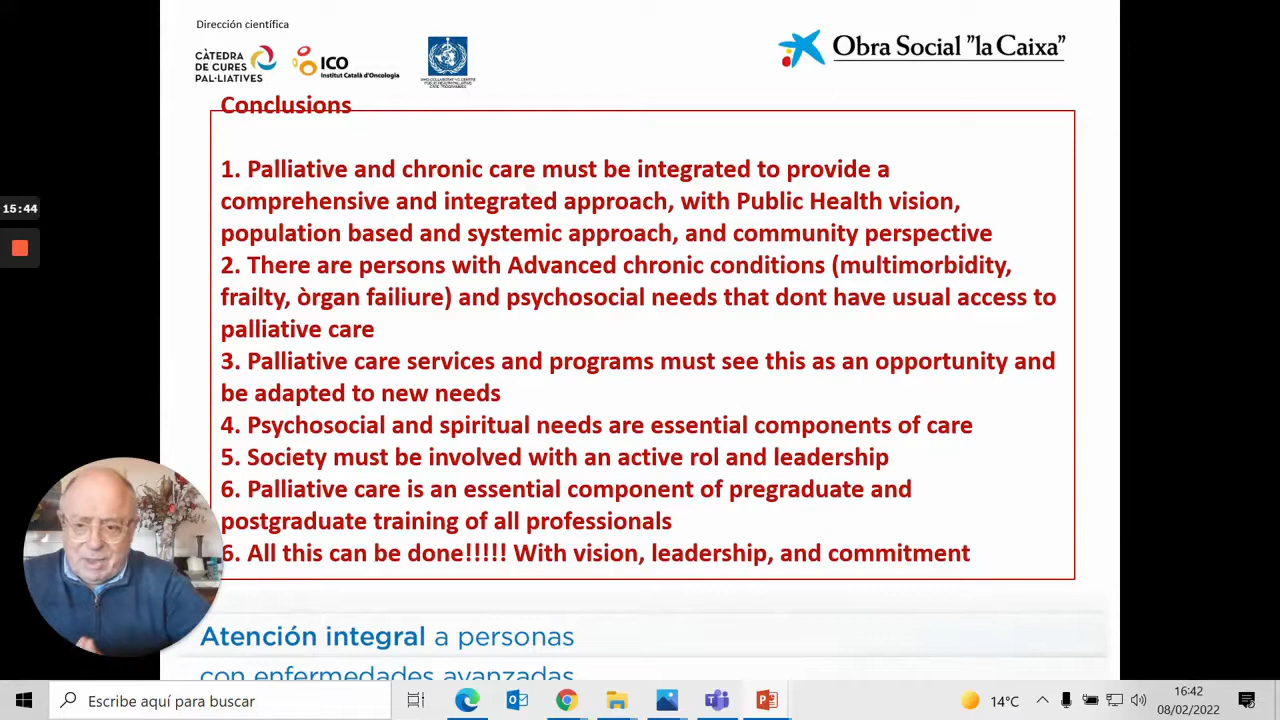 Dirección científica
CÀTEDRA
DE CURES
PAL·LIATIVES
ICO
Institut Català d'Oncologia
Obra Social "la Caixa"
Conclusions
1. Palliative and chronic care must be integrated to provide a
comprehensive and integrated approach, with Public Health vision,
population based and systemic approach, and community perspective
2. There are persons with Advanced chronic conditions (multimorbidity,
frailty, òrgan failiure) and psychosocial needs that dont have usual access to
palliative care
3. Palliative care services and programs must see this as an opportunity and
be adapted to new needs
4. Psychosocial and spiritual needs are essential components of care
5. Society must be involved with an active rol and leadership
6. Palliative care is an essential component of pregraduate and
postgraduate training of all professionals
6. All this can be done!!!!! With vision, leadership, and commitment
15:44
Atención integral a personas
con enfermedades avanzadas
Escribe aquí para buscar
14°C
16:42
08/02/2022